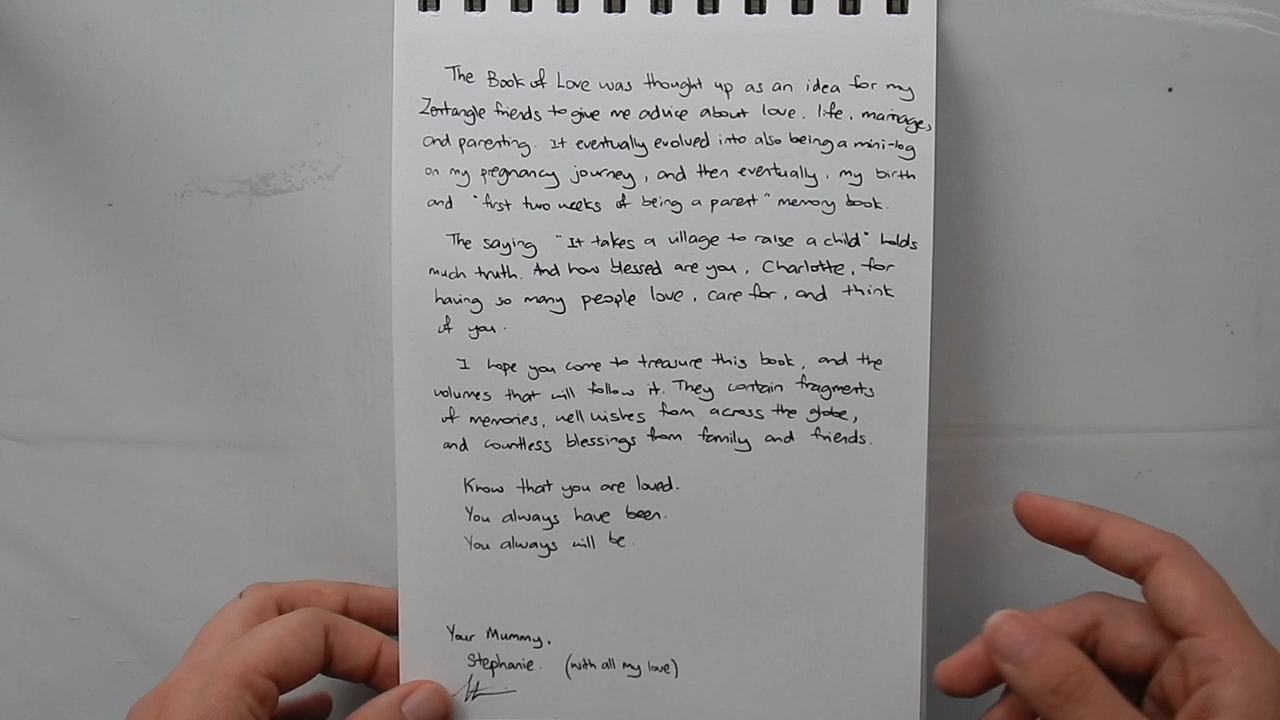 The Book of Love was thought up as an idea for my
Zentangle friends to give me advice about love, life, marriage,
and parenting. It eventually evolved into also being a mini-log
on my pregnancy journey, and then eventually, my birth
and "first two weeks of being a parent" memory book.
The saying "It takes a village to raise a child" holds
much truth. And how blessed are you, Charlotte, for
having so many people love, care for, and think
of you.
I hope you come to treasure this book, and the
volumes that will follow it. They contain fragments
of memories, well wishes from across the globe,
and countless blessings from family and friends.
Know that you are loved.
You always have been.
You always will be.
Your Mummy,
Stephanie. (with all my love)